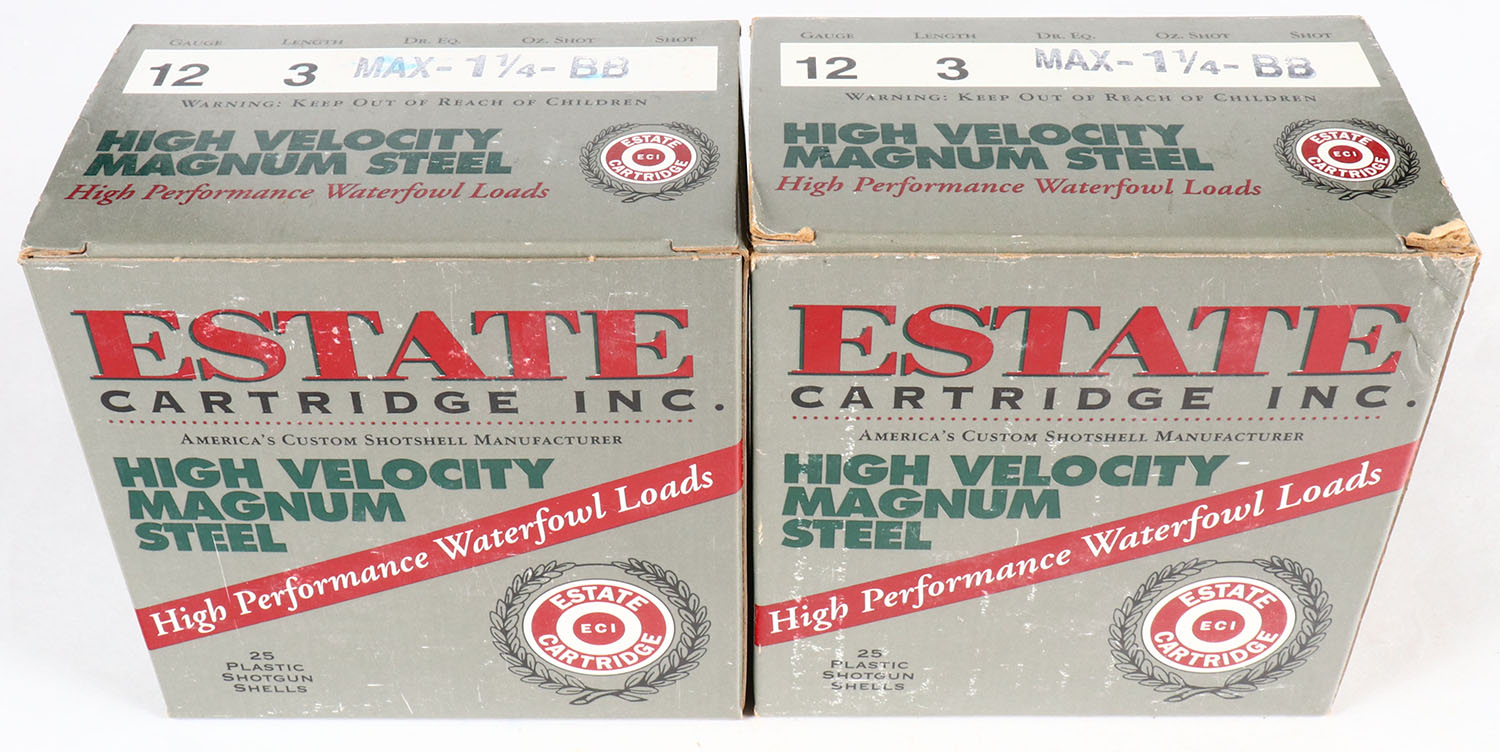 GAUGE LENGTH DR. EQ. OZ. SHOT SHOT
12 3 MAX- 1 1/4 - BB
WARNING: KEEP OUT OF REACH OF CHILDREN
HIGH VELOCITY
MAGNUM STEEL
High Performance Waterfowl Loads
ESTATE
ECI
CARTRIDGE
ESTATE
CARTRIDGE INC.
AMERICA'S CUSTOM SHOTSHELL MANUFACTURER
HIGH VELOCITY
MAGNUM
STEEL
High Performance Waterfowl Loads
ESTATE
ECI
CARTRIDGE
25
PLASTIC
SHOTGUN
SHELLS
GAUGE LENGTH DR. EQ. OZ. SHOT SHOT
12 3 MAX- 1 1/4 - BB
WARNING: KEEP OUT OF REACH OF CHILDREN
HIGH VELOCITY
MAGNUM STEEL
High Performance Waterfowl Loads
ESTATE
ECI
CARTRIDGE
ESTATE
CARTRIDGE INC.
AMERICA'S CUSTOM SHOTSHELL MANUFACTURER
HIGH VELOCITY
MAGNUM
STEEL
High Performance Waterfowl Loads
ESTATE
ECI
CARTRIDGE
25
PLASTIC
SHOTGUN
SHELLS